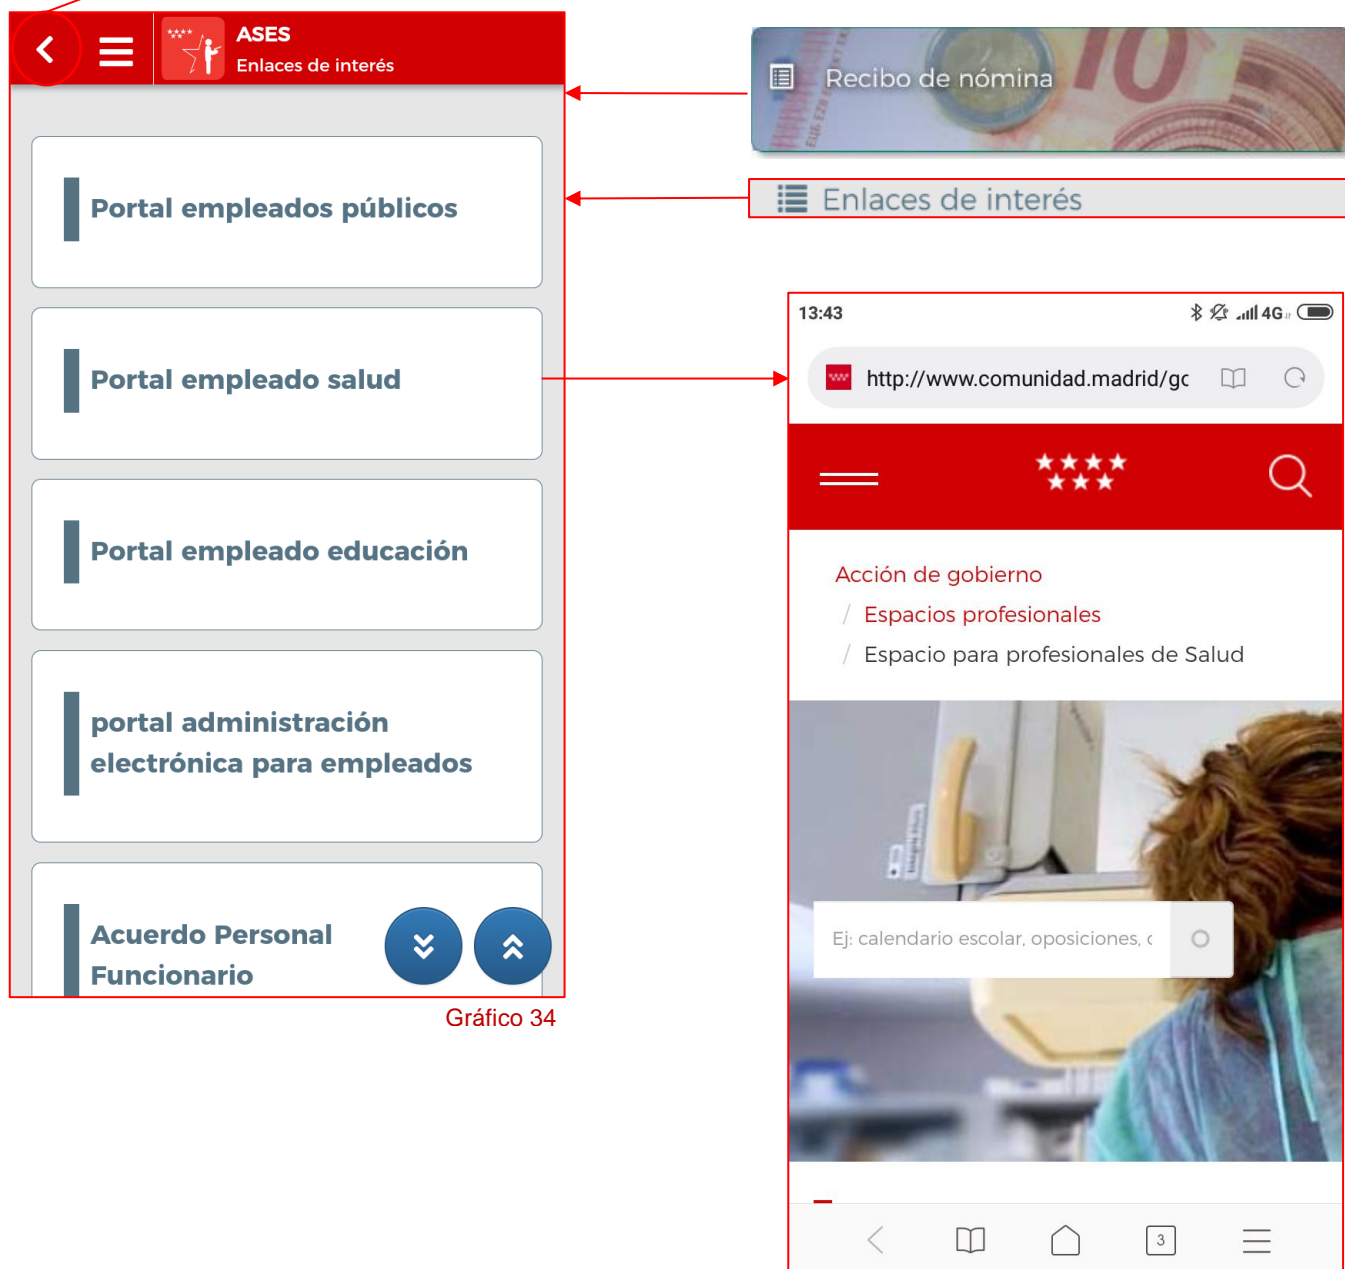 ASES
Enlaces de interés
Portal empleados públicos
Portal empleado salud
Portal empleado educación
portal administración
electrónica para empleados
Acuerdo Personal
Funcionario
Gráfico 34
Recibo de nómina
10
Enlaces de interés
13:43
4G
http://www.comunidad.madrid/gc
Acción de gobierno
/ Espacios profesionales
/ Espacio para profesionales de Salud
Ej: calendario escolar, oposiciones, c
3